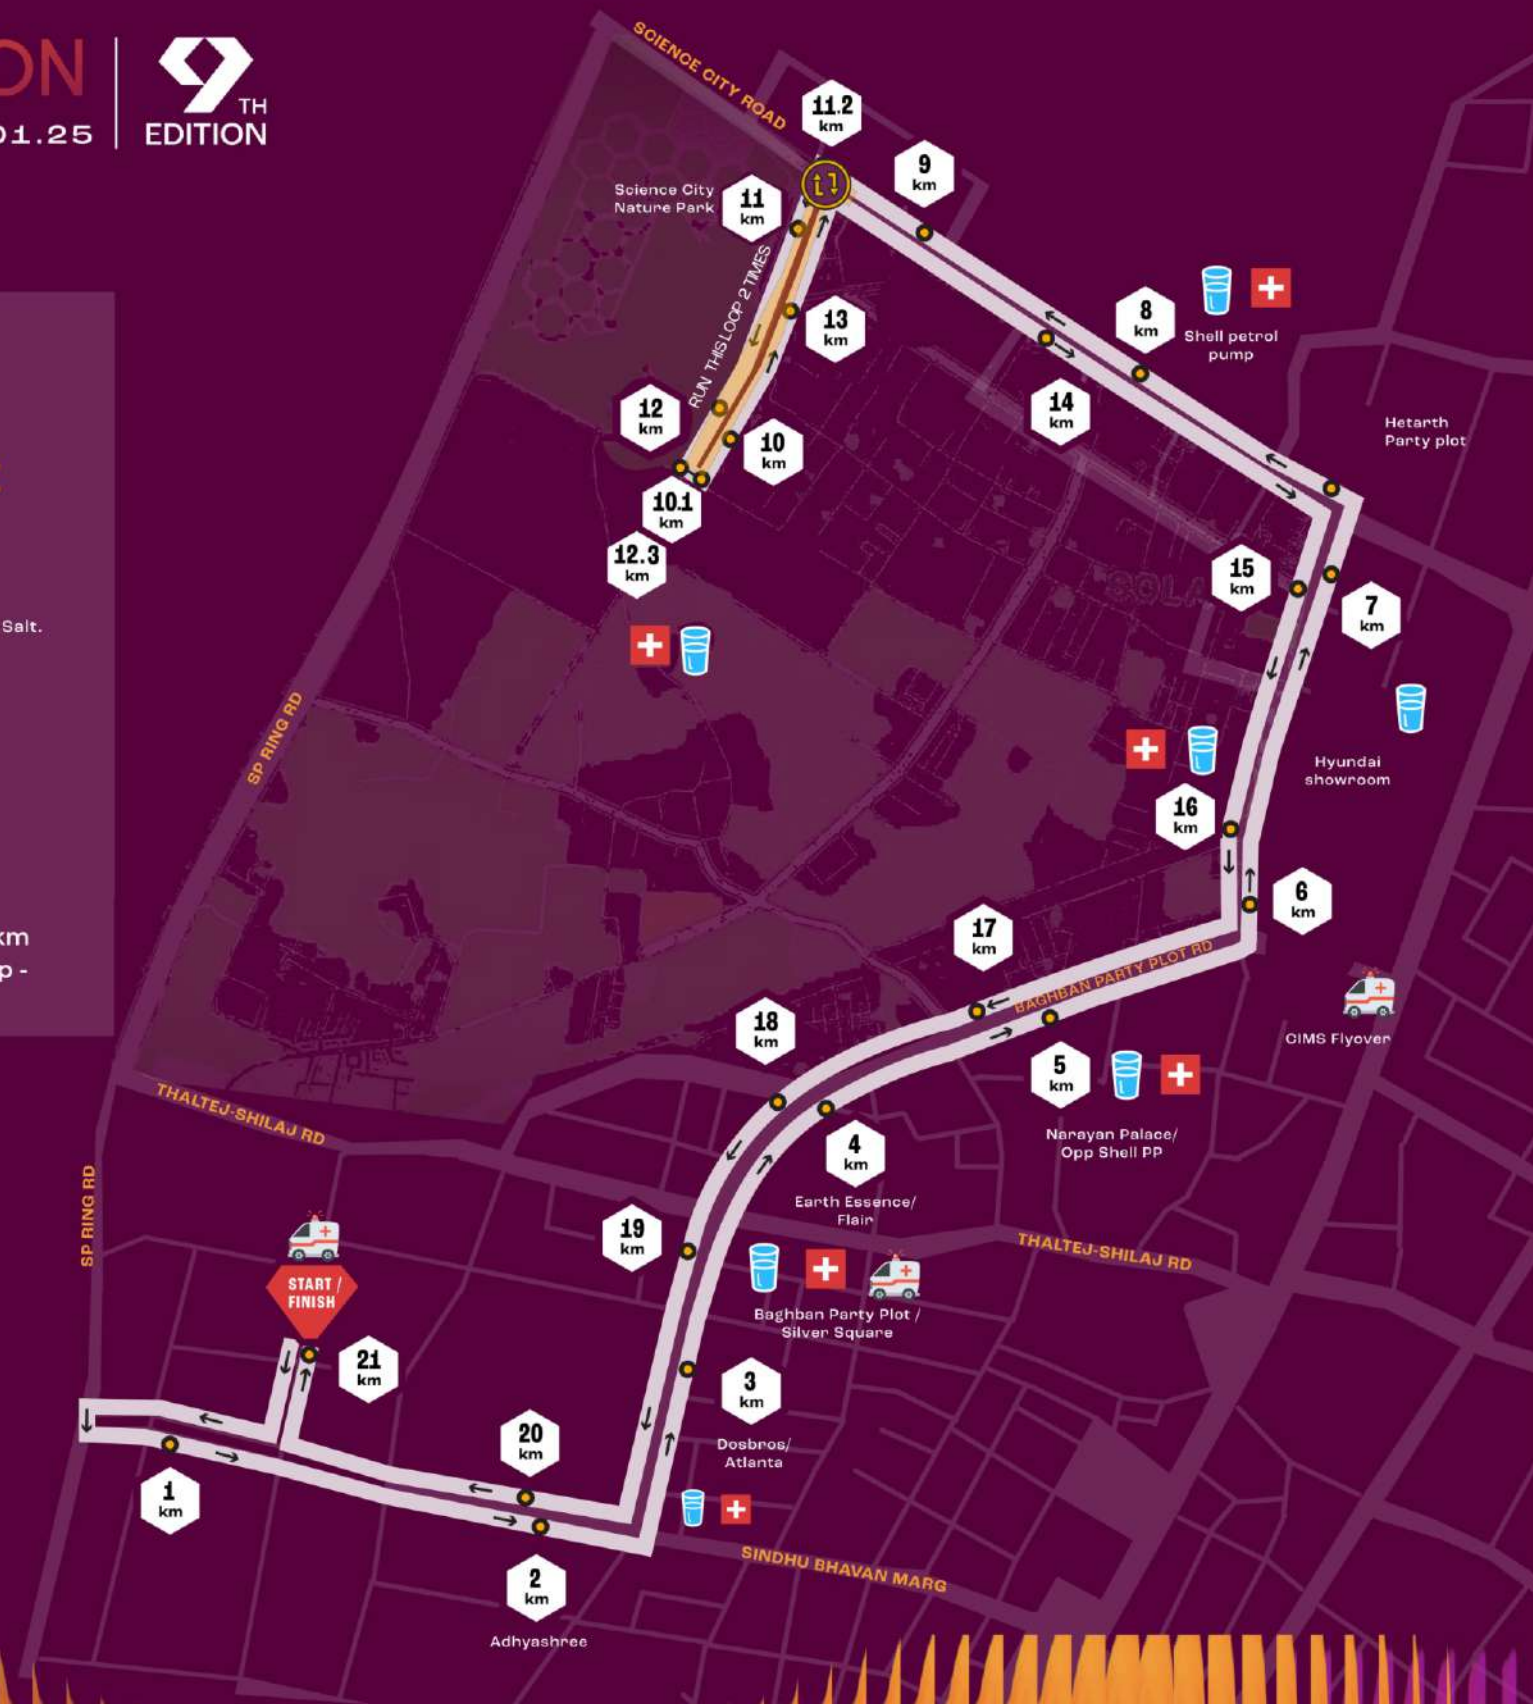 ON
01.25
9
TH
EDITION
SCIENCE CITY ROAD
11.2
km
9
km
Science City
Nature Park
11
km
RUN THIS LOOP 2 TIMES
13
km
8
km
Shell petrol
pump
14
km
12
km
10
km
Hetarth
Party plot
10.1
km
12.3
km
15
km
SOLA
7
km
Salt.
SP RING RD
Hyundai
showroom
16
km
6
km
km
p -
17
km
BAGHBAN PARTY PLOT RD
18
km
CIMS Flyover
5
km
Narayan Palace/
Opp Shell PP
THALTEJ-SHILAJ RD
4
km
Earth Essence/
Flair
SP RING RD
19
km
THALTEJ-SHILAJ RD
START /
FINISH
Baghban Party Plot /
Silver Square
21
km
3
km
Dosbros/
Atlanta
20
km
1
km
SINDHU BHAVAN MARG
2
km
Adhyashree